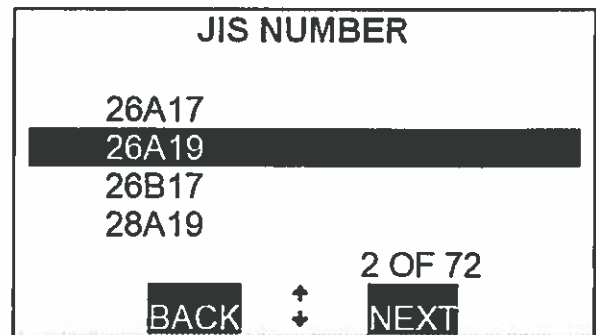 JIS NUMBER
26A17
26A19
26B17
28A19
2 OF 72
BACK NEXT